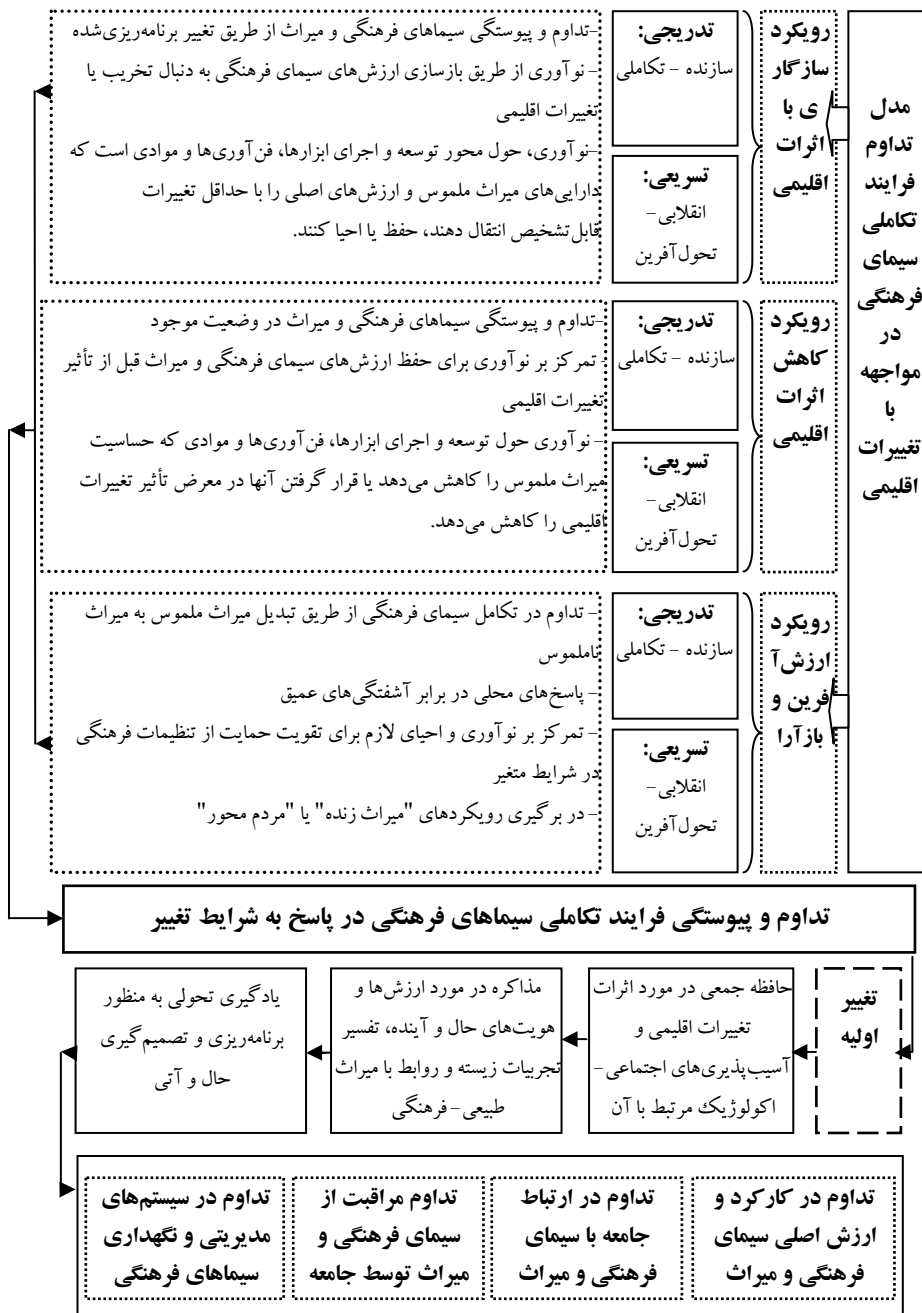 مدل
تداوم
فرایند
تکاملی
سیمای
فرهنگی
در
مواجهه
با
تغییرات
اقلیمی
رویکرد
سازگار
ی با
اثرات
اقلیمی
تدریجی:
سازنده - تکاملی
تسریعی:
انقلابی-
تحول‌آفرین
-تداوم و پیوستگی سیماهای فرهنگی و میراث از طریق تغییر برنامه‌ریزی‌شده
- نوآوری از طریق بازسازی ارزش‌های سیمای فرهنگی به دنبال تخریب یا
تغییرات اقلیمی
-نوآوری، حول محور توسعه و اجرای ابزارها، فن‌آوری‌ها و موادی است که
دارایی‌های میراث ملموس و ارزش‌های اصلی را با حداقل تغییرات
قابل‌تشخیص انتقال دهند، حفظ یا احیا کنند.
رویکرد
کاهش
اثرات
اقلیمی
تدریجی:
سازنده - تکاملی
تسریعی:
انقلابی-
تحول‌آفرین
-تداوم و پیوستگی سیماهای فرهنگی و میراث در وضعیت موجود
- تمرکز بر نوآوری برای حفظ ارزش‌های سیمای فرهنگی و میراث قبل از تأثیر
تغییرات اقلیمی
- نوآوری حول توسعه و اجرای ابزارها، فن‌آوری‌ها و موادی که حساسیت
میراث ملموس را کاهش می‌دهد یا قرار گرفتن آنها در معرض تأثیر تغییرات
اقلیمی را کاهش می‌دهد.
رویکرد
ارزش‌آ
فرین و
بازآرا
تدریجی:
سازنده - تکاملی
تسریعی:
انقلابی-
تحول‌آفرین
- تداوم در تکامل سیمای فرهنگی از طریق تبدیل میراث ملموس به میراث
ناملموس
- پاسخ‌های محلی در برابر آشفتگی‌های عمیق
- تمرکز بر نوآوری و احیای لازم برای تقویت حمایت از تنظیمات فرهنگی
در شرایط متغیر
- در برگیری رویکردهای "میراث زنده" یا "مردم محور"
تداوم و پیوستگی فرایند تکاملی سیماهای فرهنگی در پاسخ به شرایط تغییر
تغییر
اولیه
حافظه جمعی در مورد اثرات
تغییرات اقلیمی و
آسیب‌پذیری‌های اجتماعی-
اکولوژیک مرتبط با آن
مذاکره در مورد ارزش‌ها و
هویت‌های حال و آینده، تفسیر
تجربیات زیسته و روابط با میراث
طبیعی-فرهنگی
یادگیری تحولی به منظور
برنامه‌ریزی و تصمیم‌گیری
حال و آتی
تداوم در کارکرد و
ارزش اصلی سیمای
فرهنگی و میراث
تداوم در ارتباط
جامعه با سیمای
فرهنگی و میراث
تداوم مراقبت از
سیمای فرهنگی و
میراث توسط جامعه
تداوم در سیستم‌های
مدیریتی و نگهداری
سیماهای فرهنگی